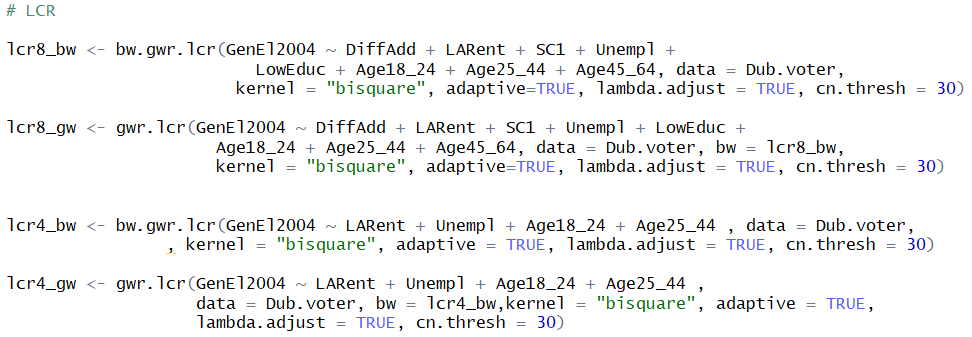 # LCR
lcr8_bw <- bw.gwr.lcr(GenEl2004 ~ DiffAdd + LARent + SC1 + Unempl +
LowEduc + Age18_24 + Age25_44 + Age45_64, data = Dub.voter,
kernel = "bisquare", adaptive=TRUE, lambda.adjust = TRUE, cn.thresh = 30)
lcr8_gw <- gwr.lcr(GenEl2004 ~ DiffAdd + LARent + SC1 + Unempl + LowEduc +
Age18_24 + Age25_44 + Age45_64, data = Dub.voter, bw = lcr8_bw,
kernel = "bisquare", adaptive=TRUE, lambda.adjust = TRUE, cn.thresh = 30)
lcr4_bw <- bw.gwr.lcr(GenEl2004 ~ LARent + Unempl + Age18_24 + Age25_44 , data = Dub.voter,
, kernel = "bisquare", adaptive = TRUE, lambda.adjust = TRUE, cn.thresh = 30)
lcr4_gw <- gwr.lcr(GenEl2004 ~ LARent + Unempl + Age18_24 + Age25_44 ,
data = Dub.voter, bw = lcr4_bw,kernel = "bisquare", adaptive = TRUE,
lambda.adjust = TRUE, cn.thresh = 30)